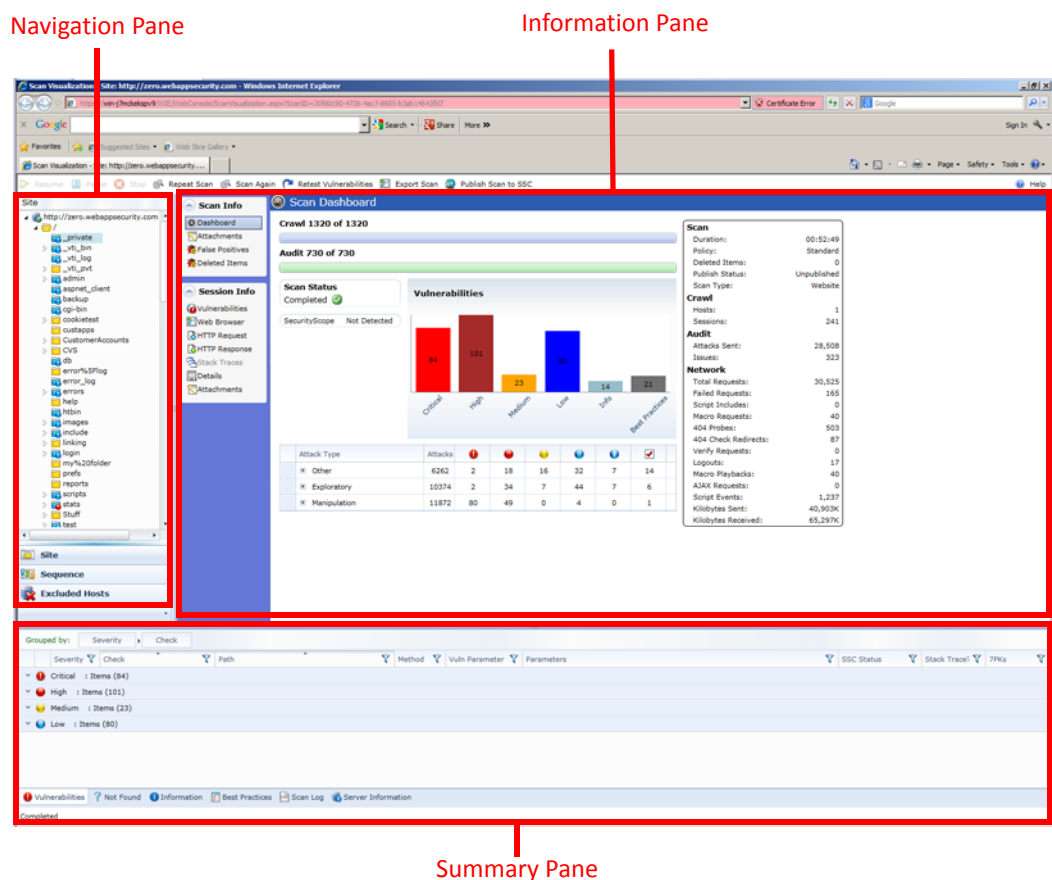 Navigation Pane
Information Pane
Scan Visualization - Site: http://zero.webappsecurity.com - Windows Internet Explorer
Certificate Error
Google
Google
Search
Share
More
Sign In
Favorites
Suggested Sites
Web Slice Gallery
Scan Visualization - Site: http://zero.webappsecurity....
Page
Safety
Tools
Resume
Stop
Repeat Scan
Scan Again
Retest Vulnerabilities
Export Scan
Publish Scan to SSC
Help
Site
http://zero.webappsecurity.com
/
_private
_vti_bin
_vti_log
_vti_pvt
admin
aspnet_client
backup
cgi-bin
cookietest
custapps
CustomerAccounts
CVS
db
error%5Flog
error_log
errors
help
htbin
images
include
linking
login
my%20folder
prefs
reports
scripts
stats
Stuff
test
Site
Sequence
Excluded Hosts
Scan Info
Dashboard
Attachments
False Positives
Deleted Items
Session Info
Vulnerabilities
Web Browser
HTTP Request
HTTP Response
Stack Traces
Details
Attachments
Scan Dashboard
Crawl 1320 of 1320
Audit 730 of 730
Scan Status
Completed
SecurityScope Not Detected
Vulnerabilities
84
101
23
14
21
Critical
High
Medium
Low
Info
Best Practices
Attack Type Attacks
Other 6262 2 18 16 32 7 14
Exploratory 10374 2 34 7 44 7 6
Manipulation 11872 80 49 0 4 0 1
Scan
Duration: 00:52:49
Policy: Standard
Deleted Items: 0
Publish Status: Unpublished
Scan Type: Website
Crawl
Hosts: 1
Sessions: 241
Audit
Attacks Sent: 28,508
Issues: 323
Network
Total Requests: 30,525
Failed Requests: 165
Script Includes: 0
Macro Requests: 40
404 Probes: 503
404 Check Redirects: 87
Verify Requests: 0
Logouts: 17
Macro Playbacks: 40
AJAX Requests: 0
Script Events: 1,237
Kilobytes Sent: 40,903K
Kilobytes Received: 65,297K
Grouped by: Severity Check
Severity Check Path Method Vuln Parameter Parameters SSC Status Stack Trace? 7PKs
Critical : Items (84)
High : Items (101)
Medium : Items (23)
Low : Items (80)
Vulnerabilities Not Found Information Best Practices Scan Log Server Information
Completed
Summary Pane